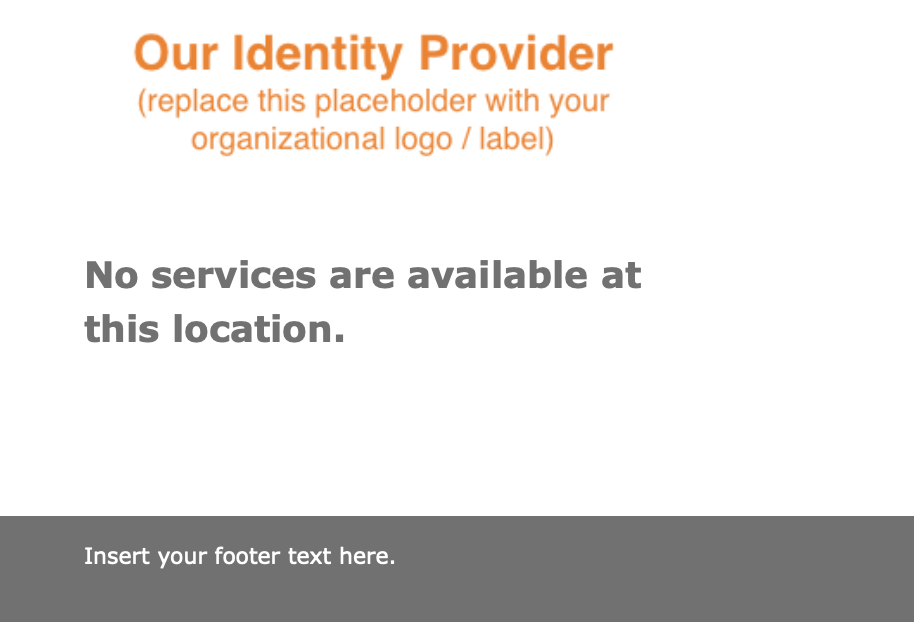 Our Identity Provider
(replace this placeholder with your
organizational logo / label)
No services are available at
this location.
Insert your footer text here.